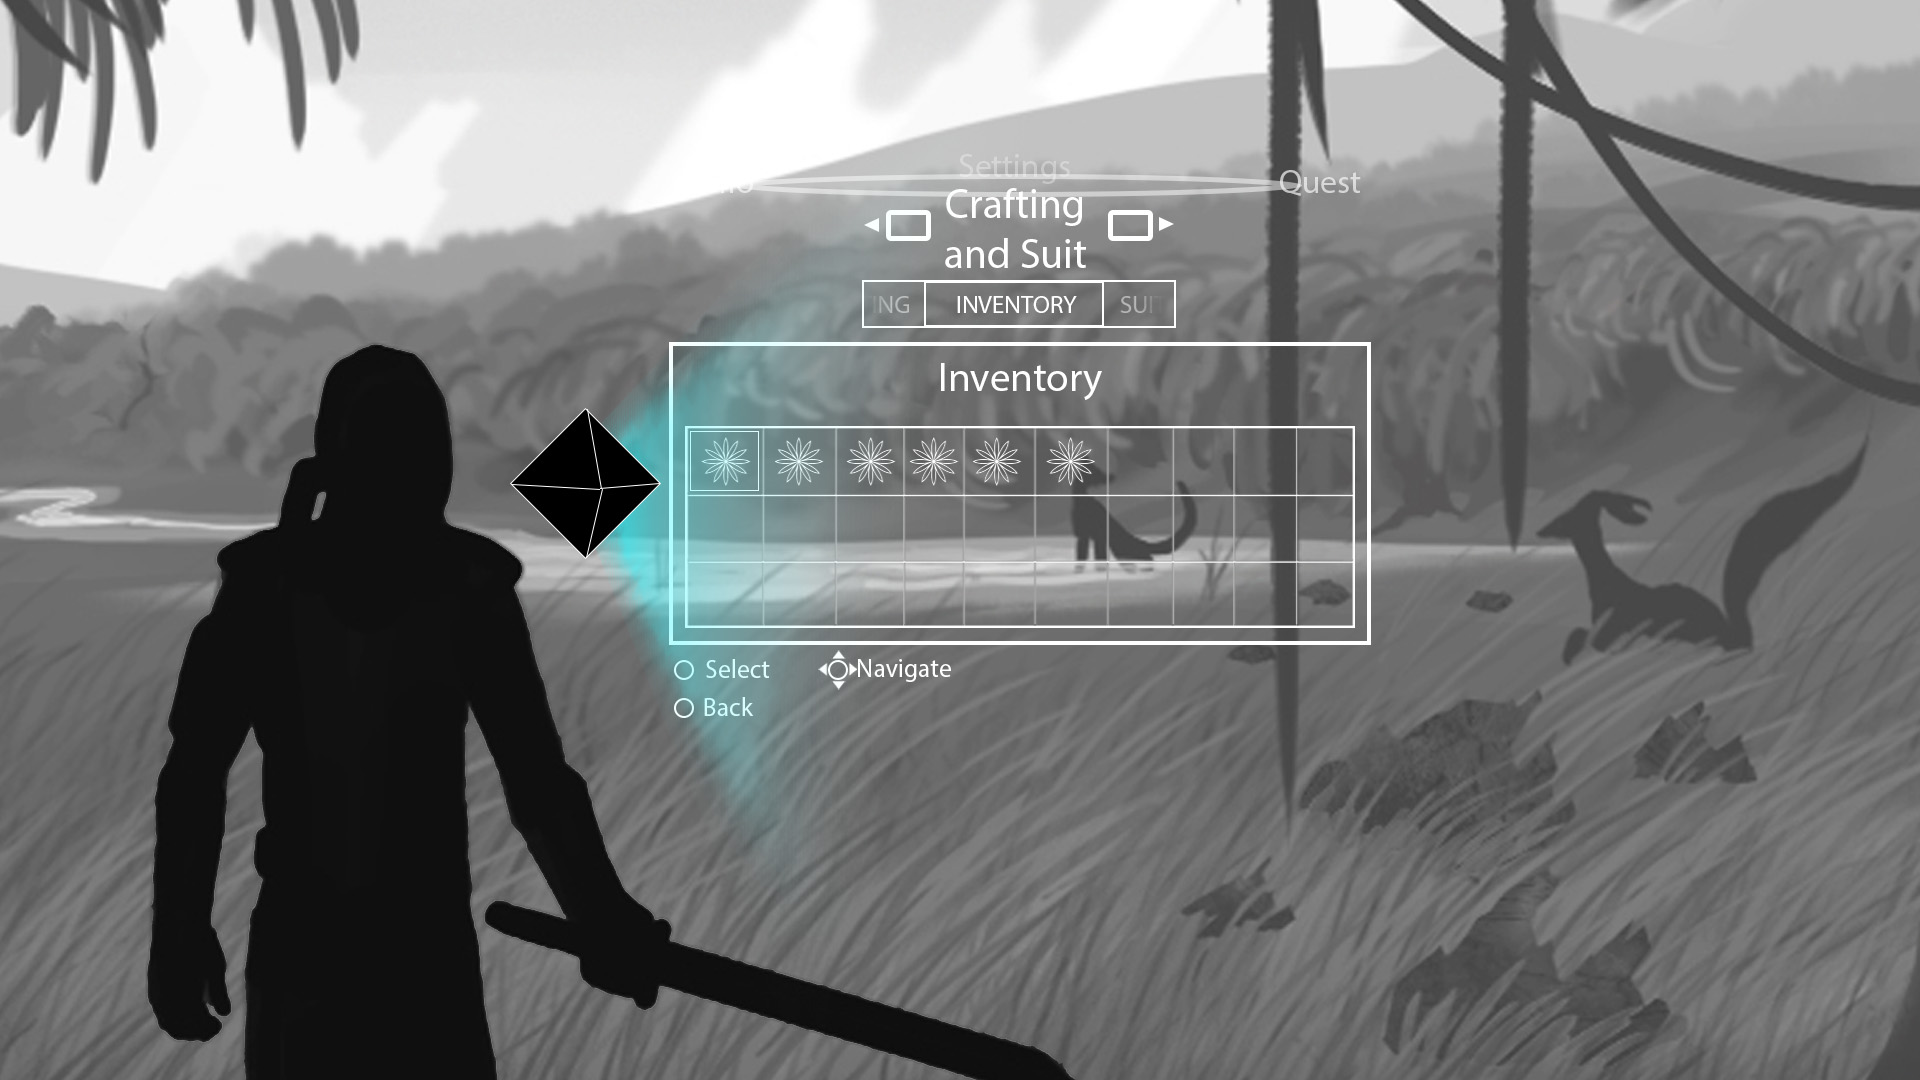 Settings
Quest
Crafting
and Suit
INVENTORY
Inventory
Select
Navigate
Back